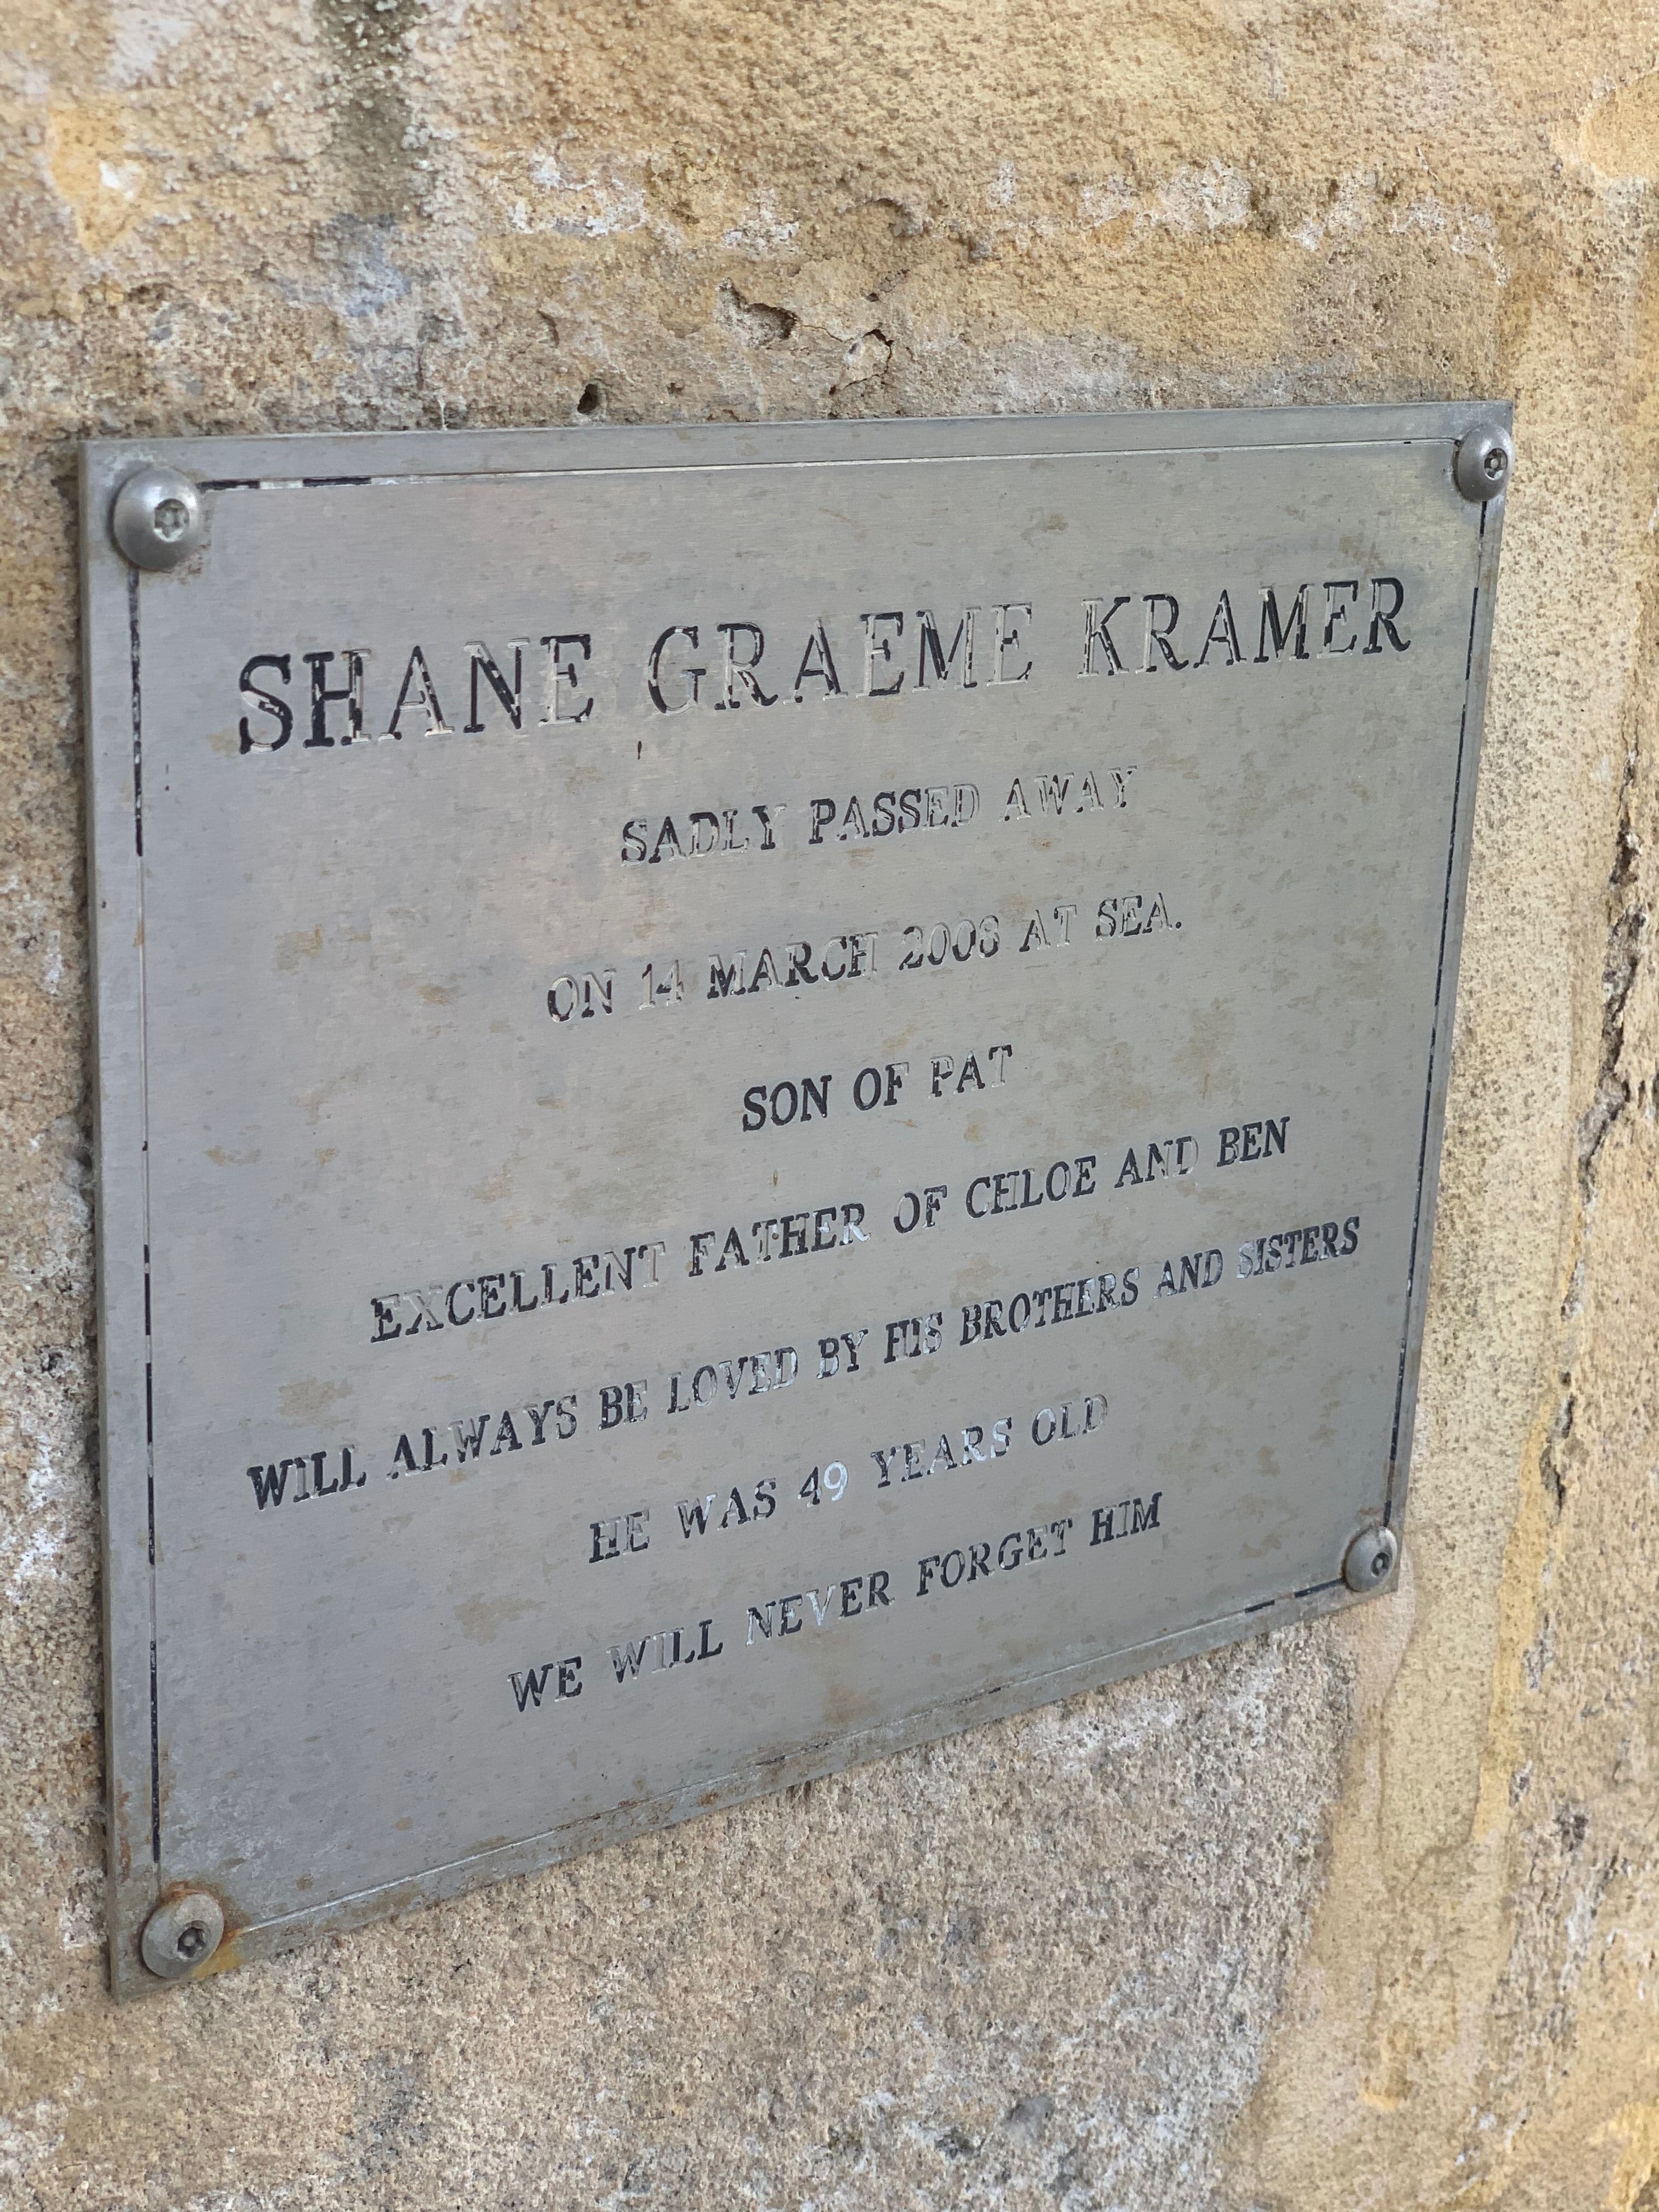 SHANE GRAEME KRAMER
SADLY PASSED AWAY
ON 14 MARCH 2008 AT SEA.
SON OF PAT
EXCELLENT FATHER OF CHLOE AND BEN
WILL ALWAYS BE LOVED BY HIS BROTHERS AND SISTERS
HE WAS 49 YEARS OLD
WE WILL NEVER FORGET HIM